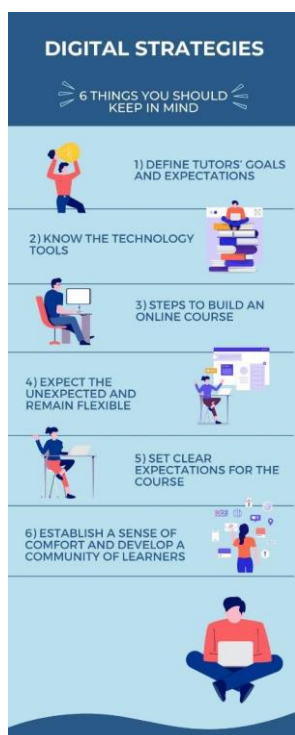 DIGITAL STRATEGIES
6 THINGS YOU SHOULD
KEEP IN MIND
1) DEFINE TUTORS' GOALS
AND EXPECTATIONS
2) KNOW THE TECHNOLOGY
TOOLS
3) STEPS TO BUILD AN
ONLINE COURSE
4) EXPECT THE
UNEXPECTED AND
REMAIN FLEXIBLE
5) SET CLEAR
EXPECTATIONS FOR THE
COURSE
6) ESTABLISH A SENSE OF
COMFORT AND DEVELOP A
COMMUNITY OF LEARNERS